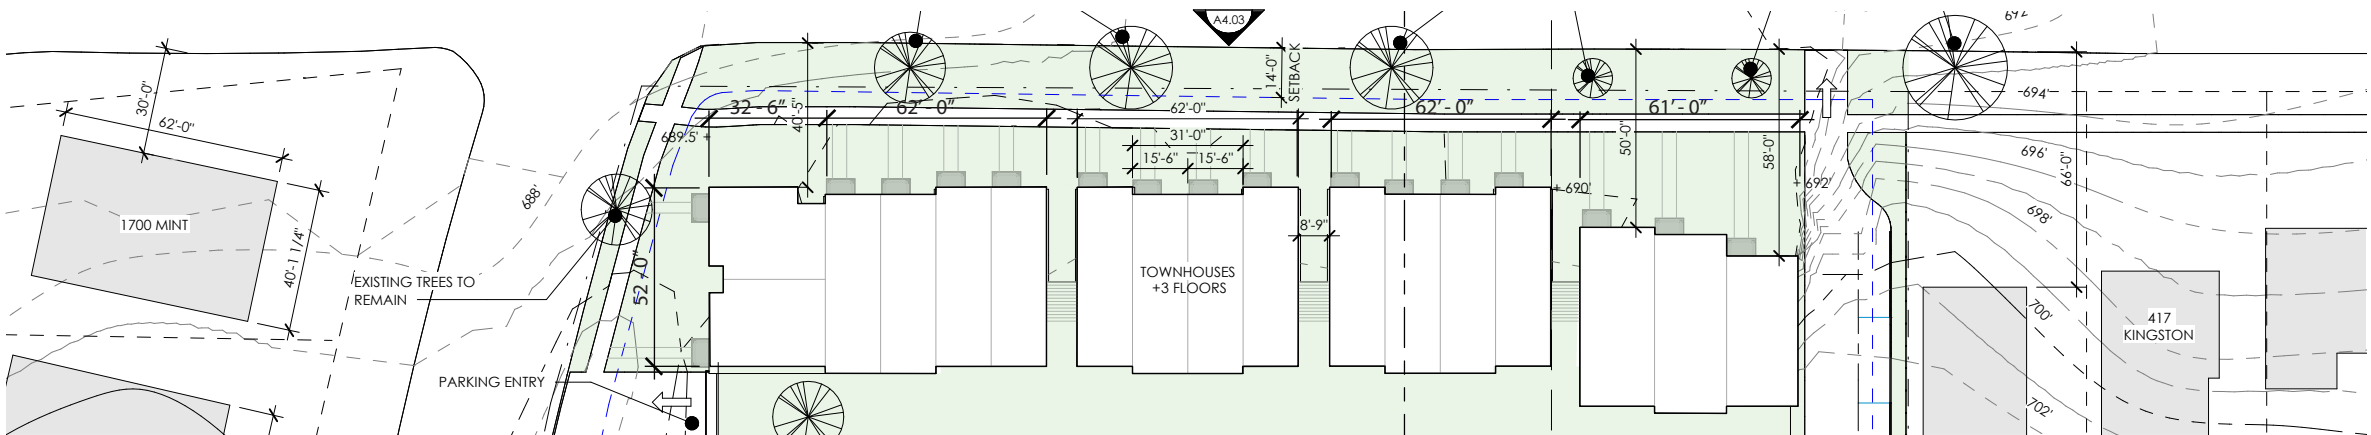 A4.03
692'
30'-0"
62'-0"
1700 MINT
40'-1 1/4"
688'
EXISTING TREES TO
REMAIN
PARKING ENTRY
689.5' +
32 - 6"
40'-5"
62'- 0"
14'-0"
SETBACK
62'-0"
31'-0"
15'-6"
15'-6"
62'- 0"
61'- 0"
50'-0"
58'-0"
52'-0"
8'-9"
TOWNHOUSES
+3 FLOORS
+ 690'
+ 692'
694'
696'
66'-0"
698'
700'
702'
417
KINGSTON